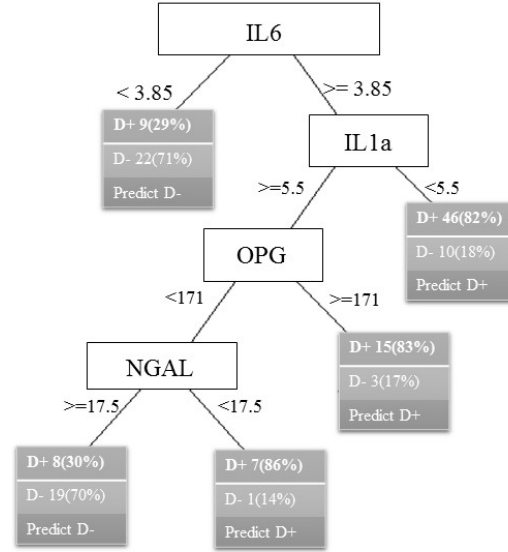 IL6
< 3.85
>= 3.85
D+ 9(29%)
D- 22(71%)
Predict D-
IL1a
>=5.5
<5.5
D+ 46(82%)
D- 10(18%)
Predict D+
OPG
<171
>=171
D+ 15(83%)
D- 3(17%)
Predict D+
NGAL
>=17.5
<17.5
D+ 8(30%)
D- 19(70%)
Predict D-
D+ 7(86%)
D- 1(14%)
Predict D+